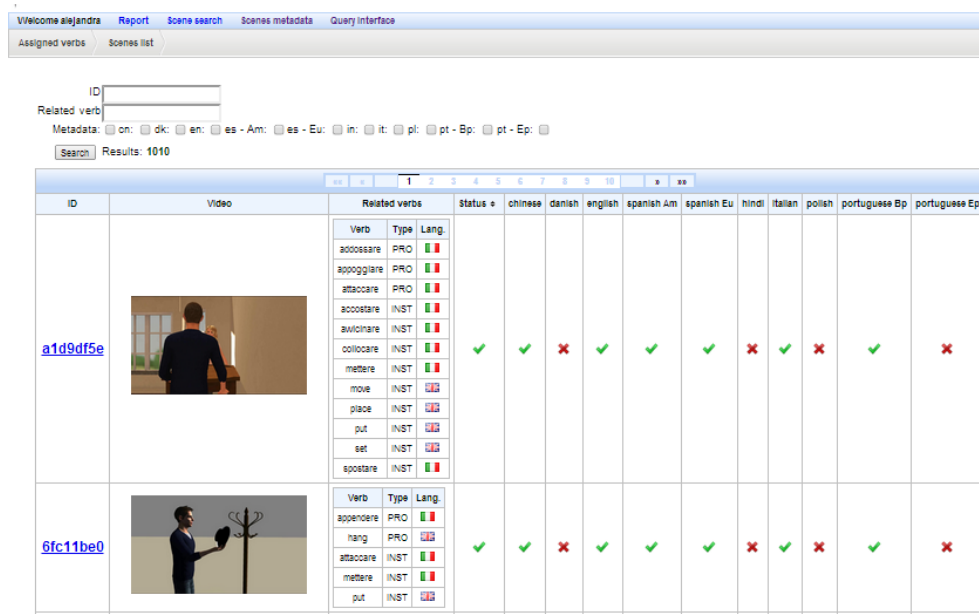 Welcome alejandra Report Scene search Scenes metadata Query interface
Assigned verbs Scenes list
ID
Related verb
Metadata: cn: dk: en: es - Am: es - Eu: in: it: pl: pt - Bp: pt - Ep:
Search Results: 1010
«« « 1 2 3 4 5 6 7 8 9 10 » »»
ID Video Related verbs Status chinese danish english spanish Am spanish Eu hindi italian polish portuguese Bp portuguese Ep
Verb Type Lang.
addossare PRO
appoggiare PRO
attaccare PRO
accostare INST
avvicinare INST
a1d9df5e collocare INST
mettere INST
move INST
place INST
put INST
set INST
spostare INST
Verb Type Lang.
appendere PRO
hang PRO
6fc11be0 attaccare INST
mettere INST
put INST